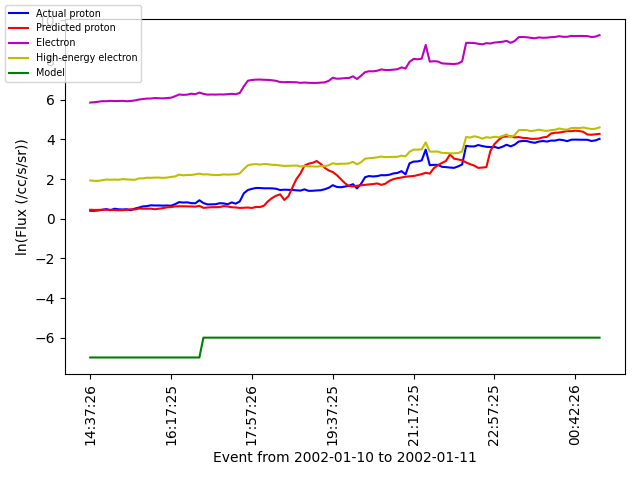 Actual proton
Predicted proton
Electron
High-energy electron
Model
6
4
2
0
−2
−4
−6
ln(Flux (/cc/s/sr))
14:37:26
16:17:25
17:57:26
19:37:25
21:17:25
22:57:25
00:42:26
Event from 2002-01-10 to 2002-01-11